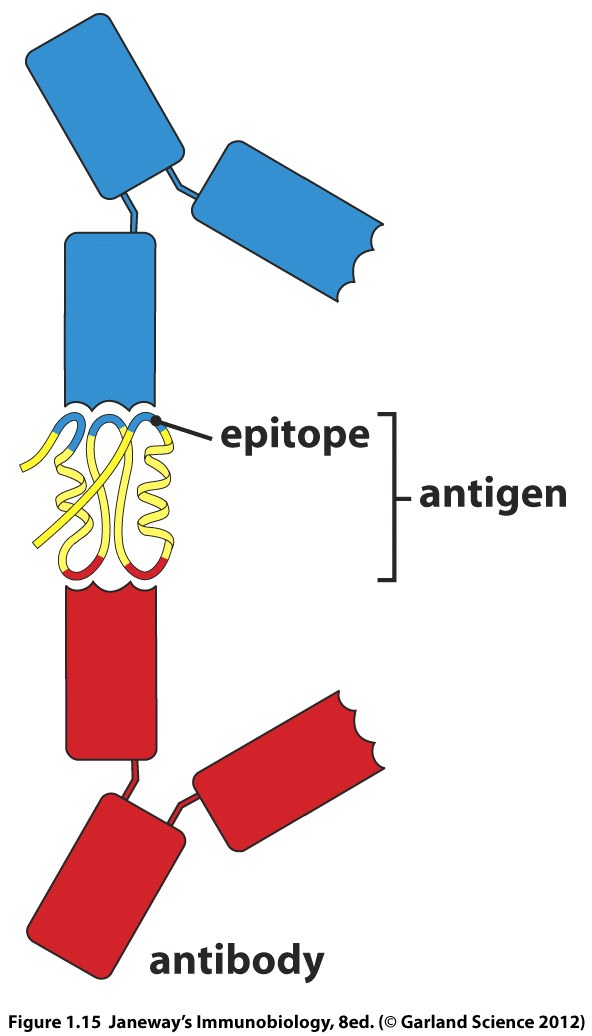 epitope
antigen
antibody
Figure 1.15 Janeway’s Immunobiology, 8ed. (© Garland Science 2012)